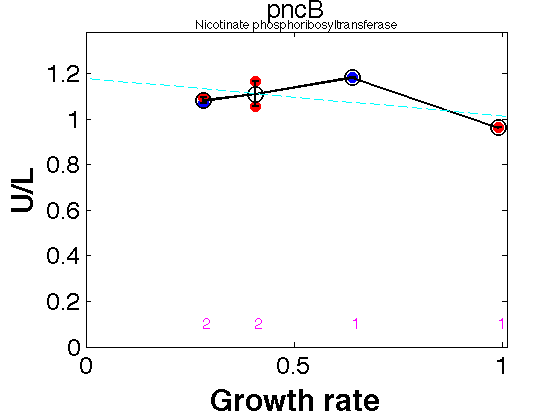 pncB
Nicotinate phosphoribosyltransferase
1.2
1
0.8
0.6
0.4
0.2
0
U/L
2 2 1 1
0 0.5 1
Growth rate